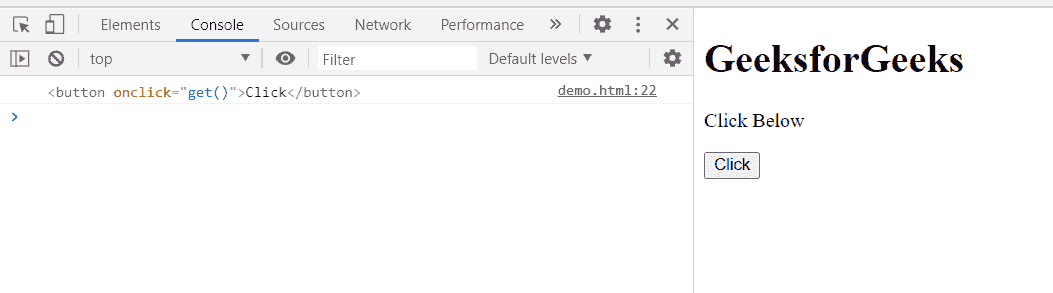 Elements Console Sources Network Performance »
top Filter Default levels
<button onclick="get()">Click</button> demo.html:22
GeeksforGeeks
Click Below
Click